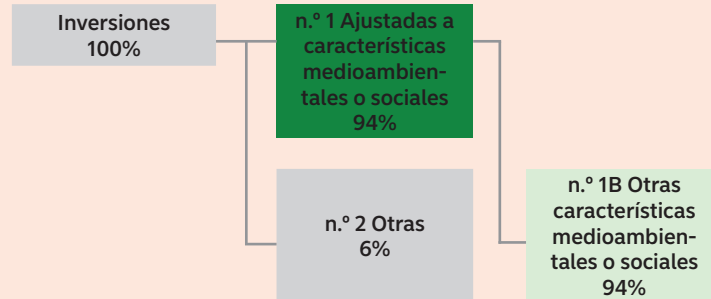 Inversiones
100%
n.º 1 Ajustadas a
características
medioambien-
tales o sociales
94%
n.º 2 Otras
6%
n.º 1B Otras
características
medioambien-
tales o sociales
94%